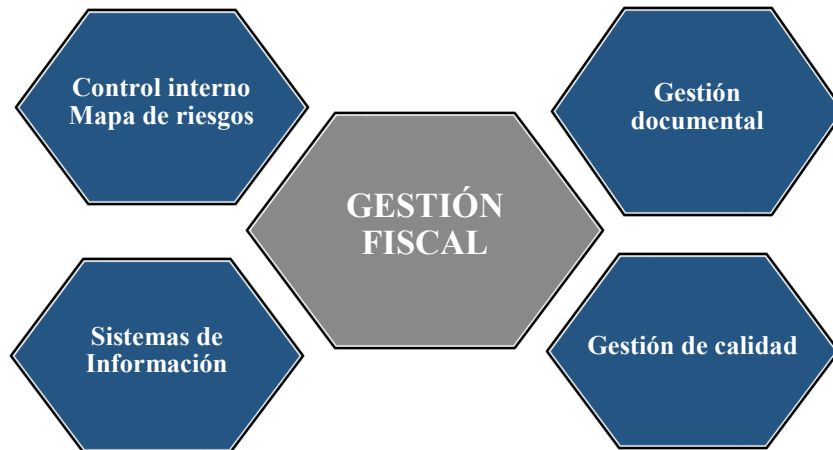 Control interno
Mapa de riesgos
Gestión
documental
GESTIÓN
FISCAL
Sistemas de
Información
Gestión de calidad